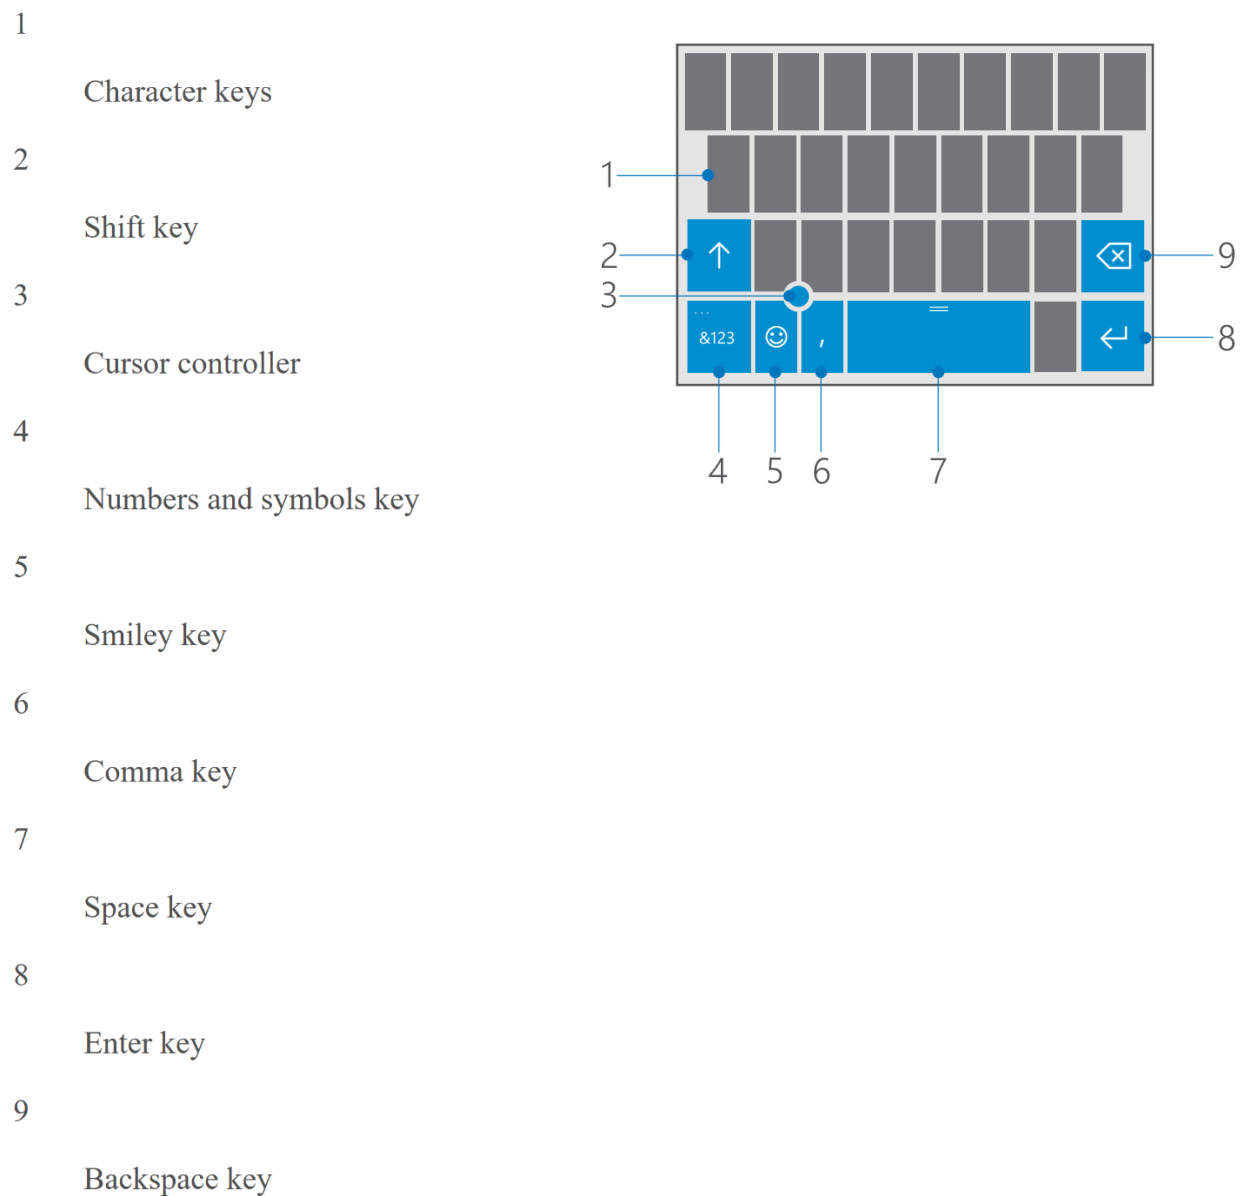 1
Character keys
2
Shift key
3
Cursor controller
4
Numbers and symbols key
5
Smiley key
6
Comma key
7
Space key
8
Enter key
9
Backspace key
1
2
9
3
...
&123
,
8
4
5
6
7